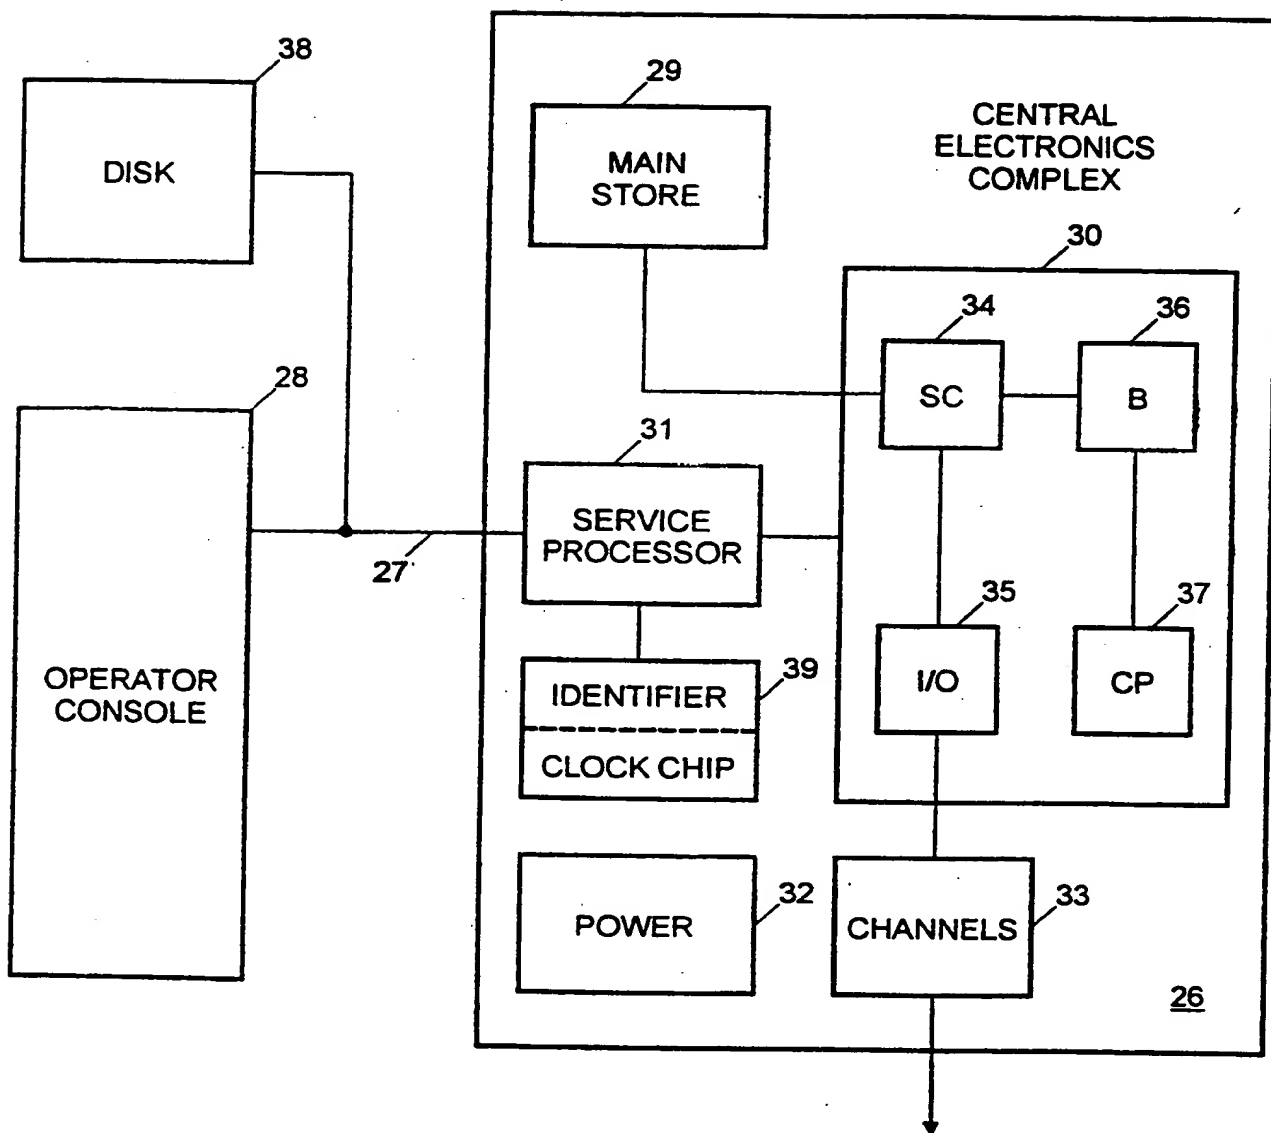 38
DISK
29
MAIN
STORE
CENTRAL
ELECTRONICS
COMPLEX
30
34
SC
36
B
28
OPERATOR
CONSOLE
31
SERVICE
PROCESSOR
27
35
I/O
37
CP
39
IDENTIFIER
CLOCK CHIP
32
POWER
33
CHANNELS
26